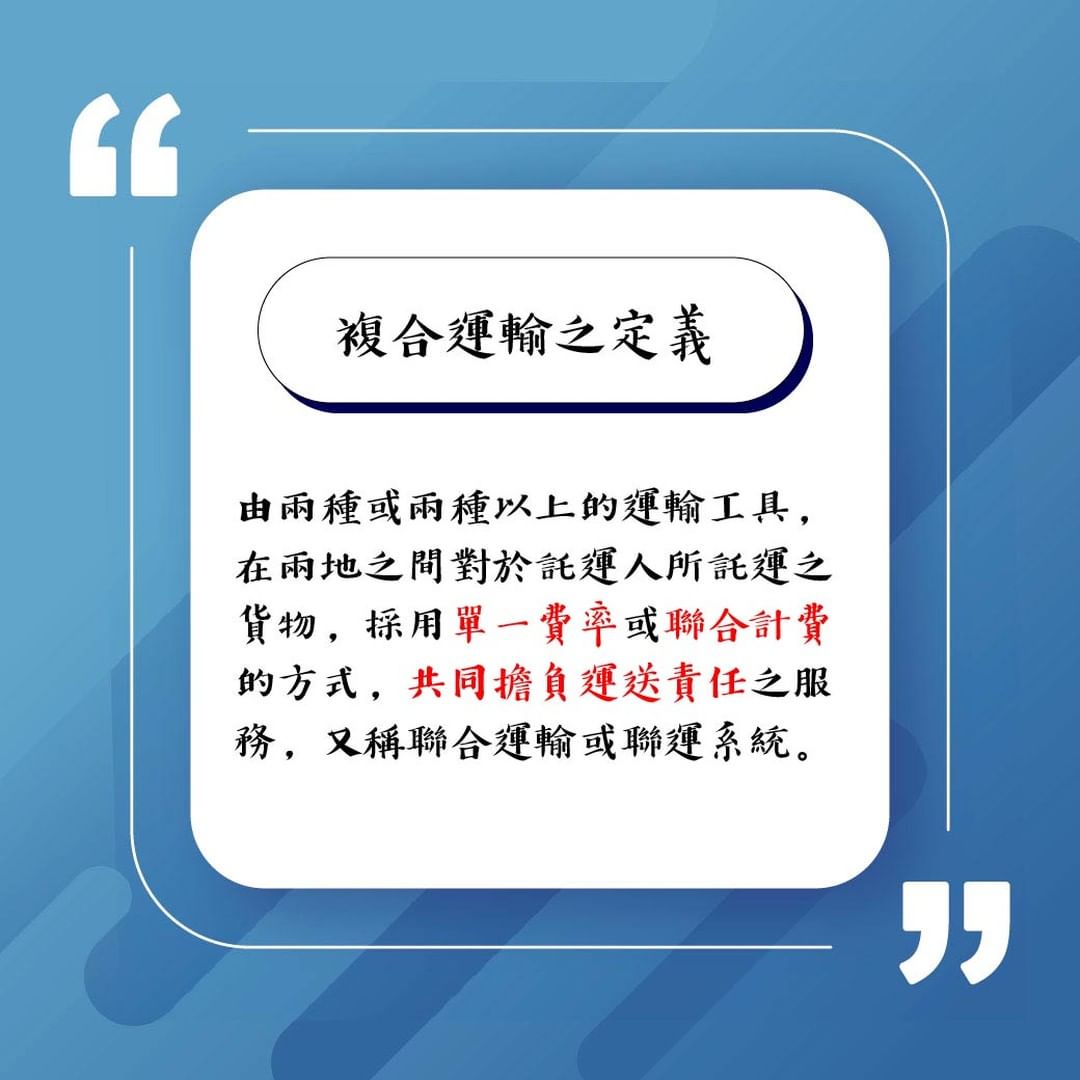 複合運輸之定義
由兩種或兩種以上的運輸工具，
在兩地之間對於託運人所託運之
貨物，採用單一費率或聯合計費
的方式，共同擔負運送責任之服
務，又稱聯合運輸或聯運系統。